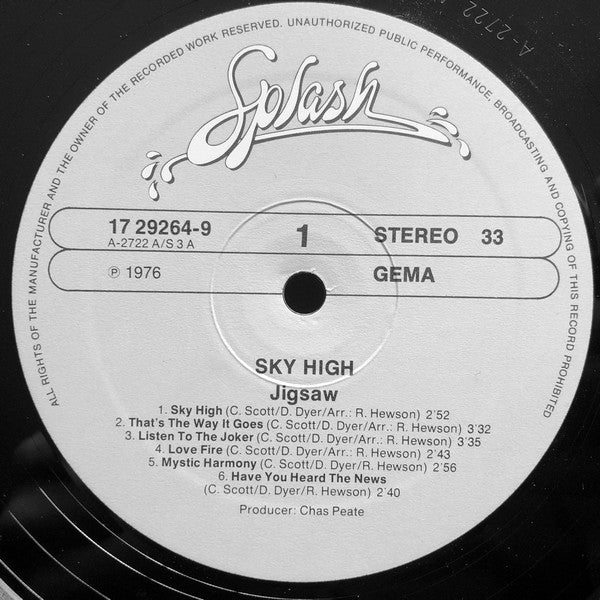 ALL RIGHTS OF THE MANUFACTURER AND THE OWNER OF THE RECORDED WORK RESERVED. UNAUTHORIZED PUBLIC PERFORMANCE, BROADCASTING AND COPYING OF THIS RECORD PROHIBITED
A-2722
Splash
17 29264-9 1 STEREO 33
A-2722 A/S 3 A
℗ 1976 GEMA
SKY HIGH
Jigsaw
1. Sky High (C. Scott/D. Dyer/Arr.: R. Hewson) 2'52
2. That's The Way It Goes (C. Scott/D. Dyer/Arr.: R. Hewson) 3'32
3. Listen To The Joker (C. Scott/D. Dyer/Arr.: R. Hewson) 3'35
4. Love Fire (C. Scott/D. Dyer/Arr.: R. Hewson) 2'43
5. Mystic Harmony (C. Scott/D. Dyer/Arr.: R. Hewson) 2'56
6. Have You Heard The News
(C. Scott/D. Dyer/R. Hewson) 2'40
Producer: Chas Peate